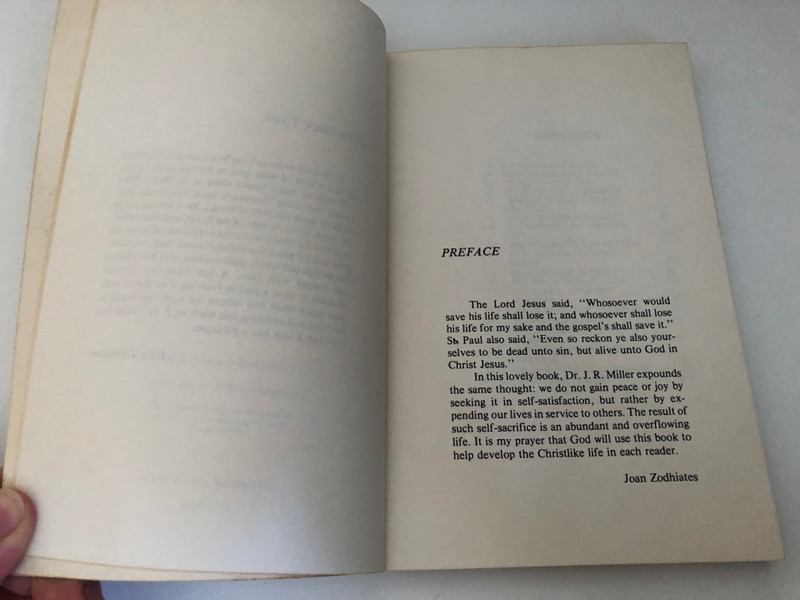 PREFACE
The Lord Jesus said, "Whosoever would
save his life shall lose it; and whosoever shall lose
his life for my sake and the gospel's shall save it."
St. Paul also said, "Even so reckon ye also your-
selves to be dead unto sin, but alive unto God in
Christ Jesus."
In this lovely book, Dr. J. R. Miller expounds
the same thought: we do not gain peace or joy by
seeking it in self-satisfaction, but rather by ex-
pending our lives in service to others. The result of
such self-sacrifice is an abundant and overflowing
life. It is my prayer that God will use this book to
help develop the Christlike life in each reader.
Joan Zodhiates